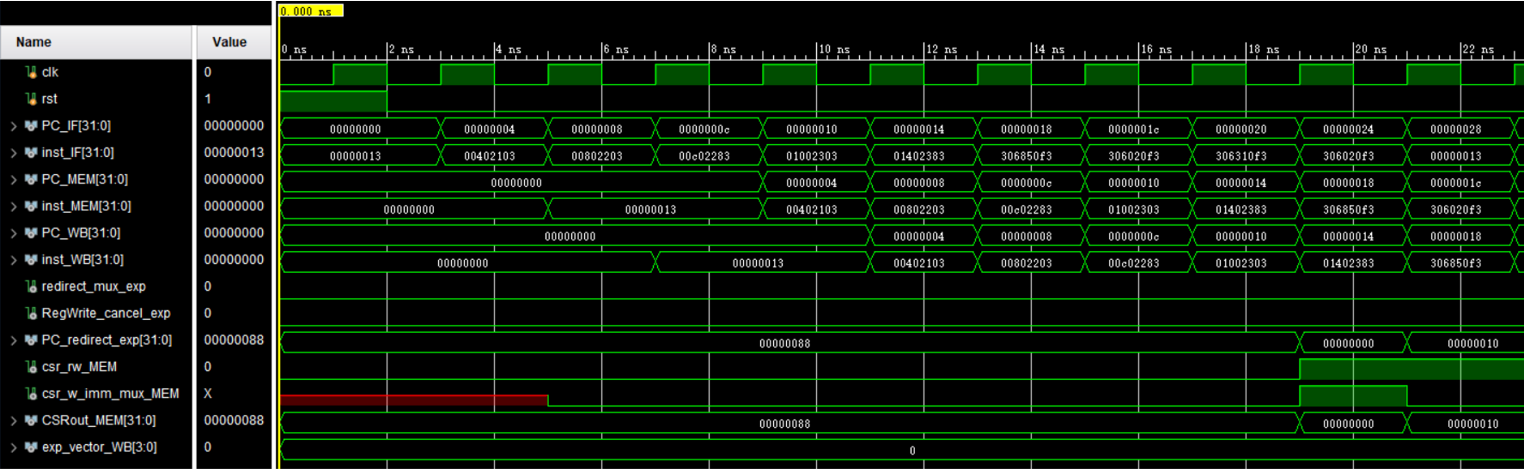 0.000 ns
Name Value 0 ns 2 ns 4 ns 6 ns 8 ns 10 ns 12 ns 14 ns 16 ns 18 ns 20 ns 22 ns
clk 0
rst 1
PC_IF[31:0] 00000000 00000000 00000004 00000008 0000000c 00000010 00000014 00000018 0000001c 00000020 00000024 00000028
inst_IF[31:0] 00000013 00000013 00402103 00802203 00c02283 01002303 01402383 306850f3 306020f3 306310f3 306020f3 00000013
PC_MEM[31:0] 00000000 00000000 00000004 00000008 0000000c 00000010 00000014 00000018 0000001c
inst_MEM[31:0] 00000000 00000000 00000013 00402103 00802203 00c02283 01002303 01402383 306850f3 306020f3
PC_WB[31:0] 00000000 00000000 00000004 00000008 0000000c 00000010 00000014 00000018
inst_WB[31:0] 00000000 00000000 00000013 00402103 00802203 00c02283 01002303 01402383 306850f3
redirect_mux_exp 0
RegWrite_cancel_exp 0
PC_redirect_exp[31:0] 00000088 00000088 00000000 00000010
csr_rw_MEM 0
csr_w_imm_mux_MEM X
CSRout_MEM[31:0] 00000088 00000088 00000000 00000010
exp_vector_WB[3:0] 0 0